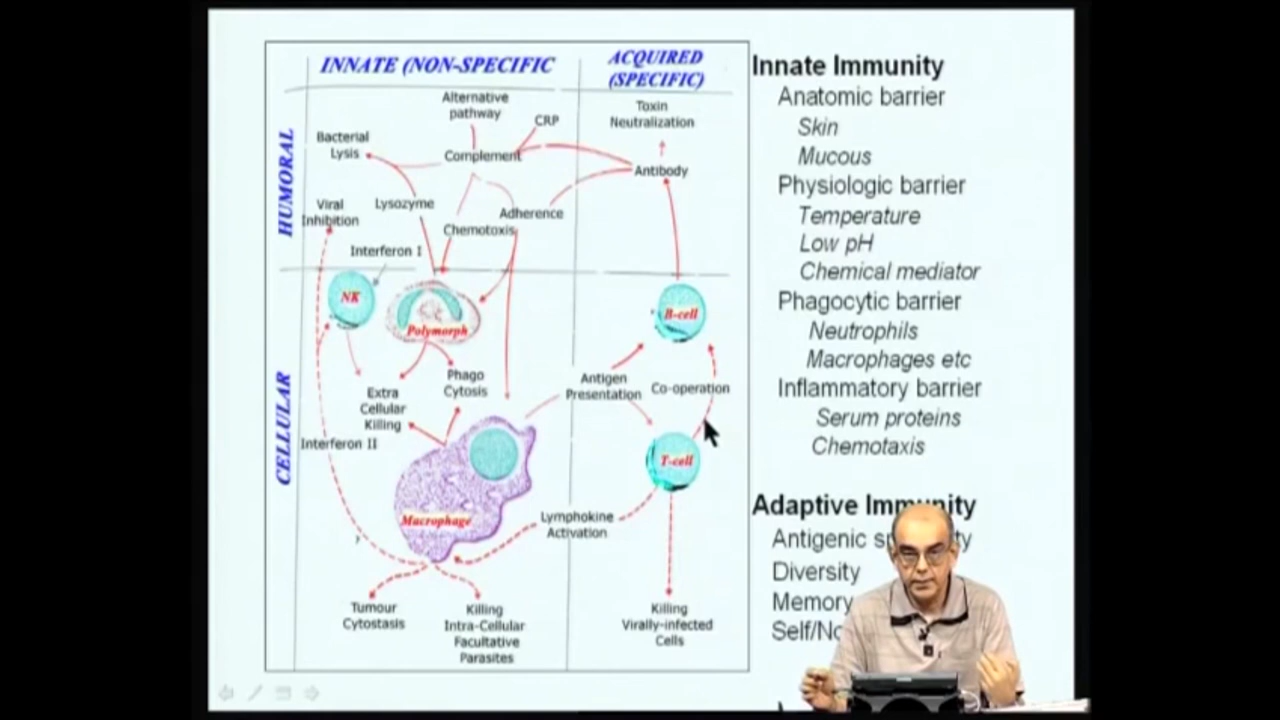 INNATE (NON-SPECIFIC
ACQUIRED
(SPECIFIC)
HUMORAL
CELLULAR
Alternative
pathway
CRP
Toxin
Neutralization
Bacterial
Lysis
Complement
Antibody
Viral
Inhibition
Lysozyme
Adherence
Chemotoxis
Interferon I
NK
Polymorph
B-cell
Extra
Cellular
Killing
Phago
Cytosis
Antigen
Presentation
Co-operation
Interferon II
T-cell
Macrophage
Lymphokine
Activation
Tumour
Cytostasis
Killing
Intra-Cellular
Facultative
Parasites
Killing
Virally-infected
Cells
Innate Immunity
Anatomic barrier
Skin
Mucous
Physiologic barrier
Temperature
Low pH
Chemical mediator
Phagocytic barrier
Neutrophils
Macrophages etc
Inflammatory barrier
Serum proteins
Chemotaxis
Adaptive Immunity
Antigenic
Diversity
Memory